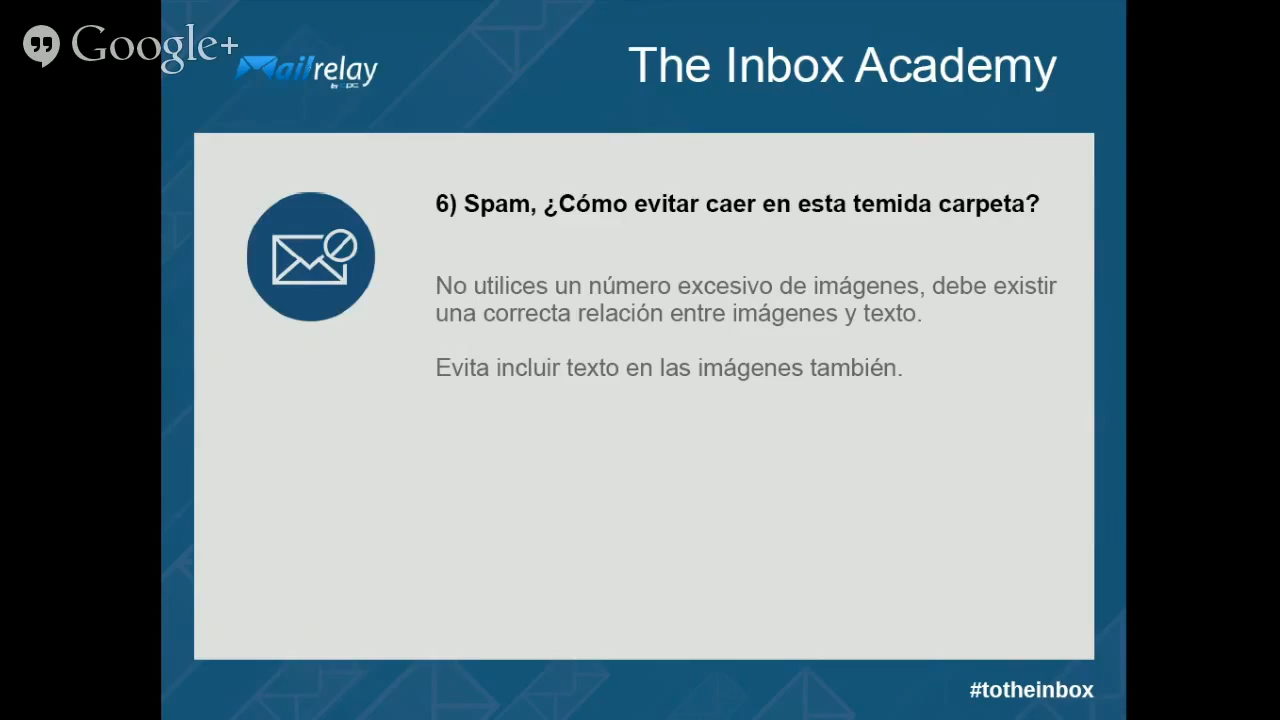 Google+
Mailrelay
The Inbox Academy
6) Spam, ¿Cómo evitar caer en esta temida carpeta?
No utilices un número excesivo de imágenes, debe existir
una correcta relación entre imágenes y texto.
Evita incluir texto en las imágenes también.
#totheinbox